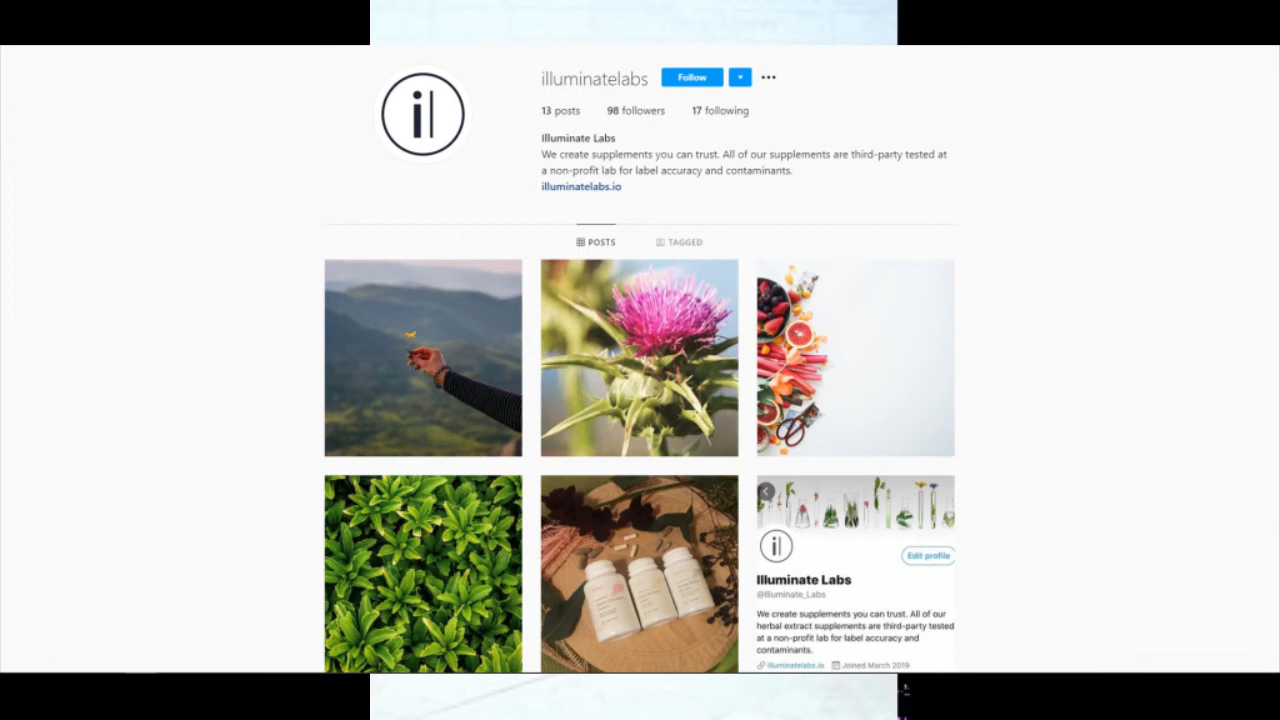 il
illuminatelabs Follow
13 posts 98 followers 17 following
Illuminate Labs
We create supplements you can trust. All of our supplements are third-party tested at
a non-profit lab for label accuracy and contaminants.
illuminatelabs.io
POSTS TAGGED
il
Edit profile
Illuminate Labs
@Illuminate_Labs
We create supplements you can trust. All of our
herbal extract supplements are third-party tested
at a non-profit lab for label accuracy and
contaminants.
illuminatelabs.io Joined March 2019